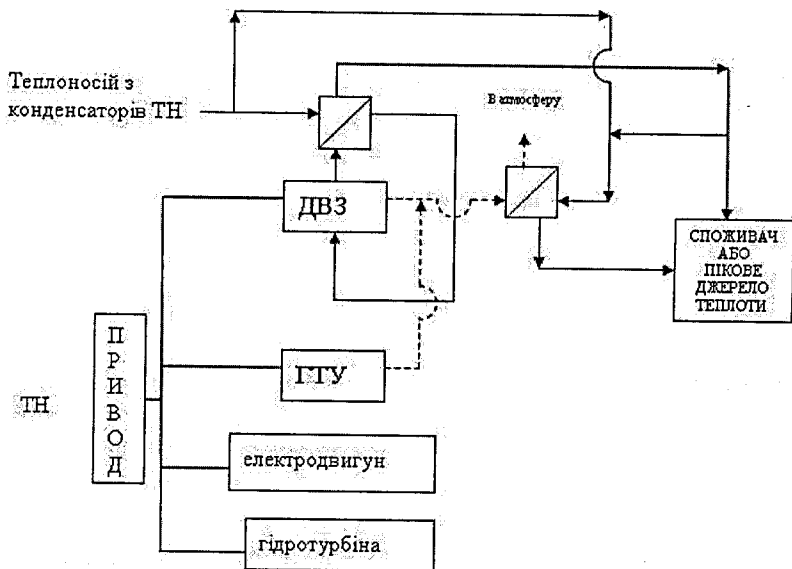 Теплоносій з
конденсаторів ТН
В атмосферу
ДВЗ
СПОЖИВАЧ
АБО
ПІКОВЕ
ДЖЕРЕЛО
ТЕПЛОТИ
П
Р
И
В
О
Д
ГТУ
ТН
електродвигун
гідротурбіна